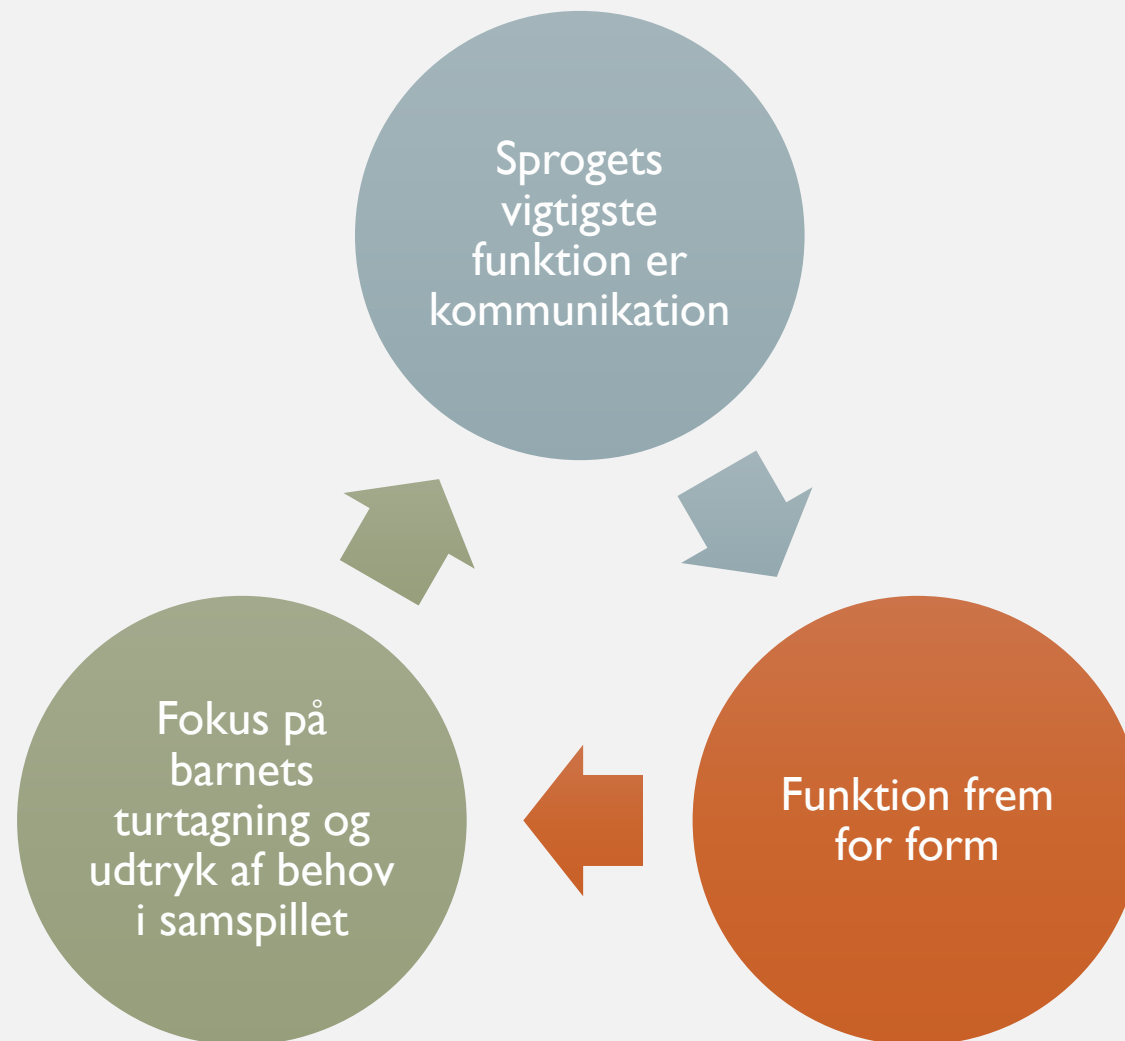 Sprogets
vigtigste
funktion er
kommunikation
Funktion frem
for form
Fokus på
barnets
turtagning og
udtryk af behov
i samspillet